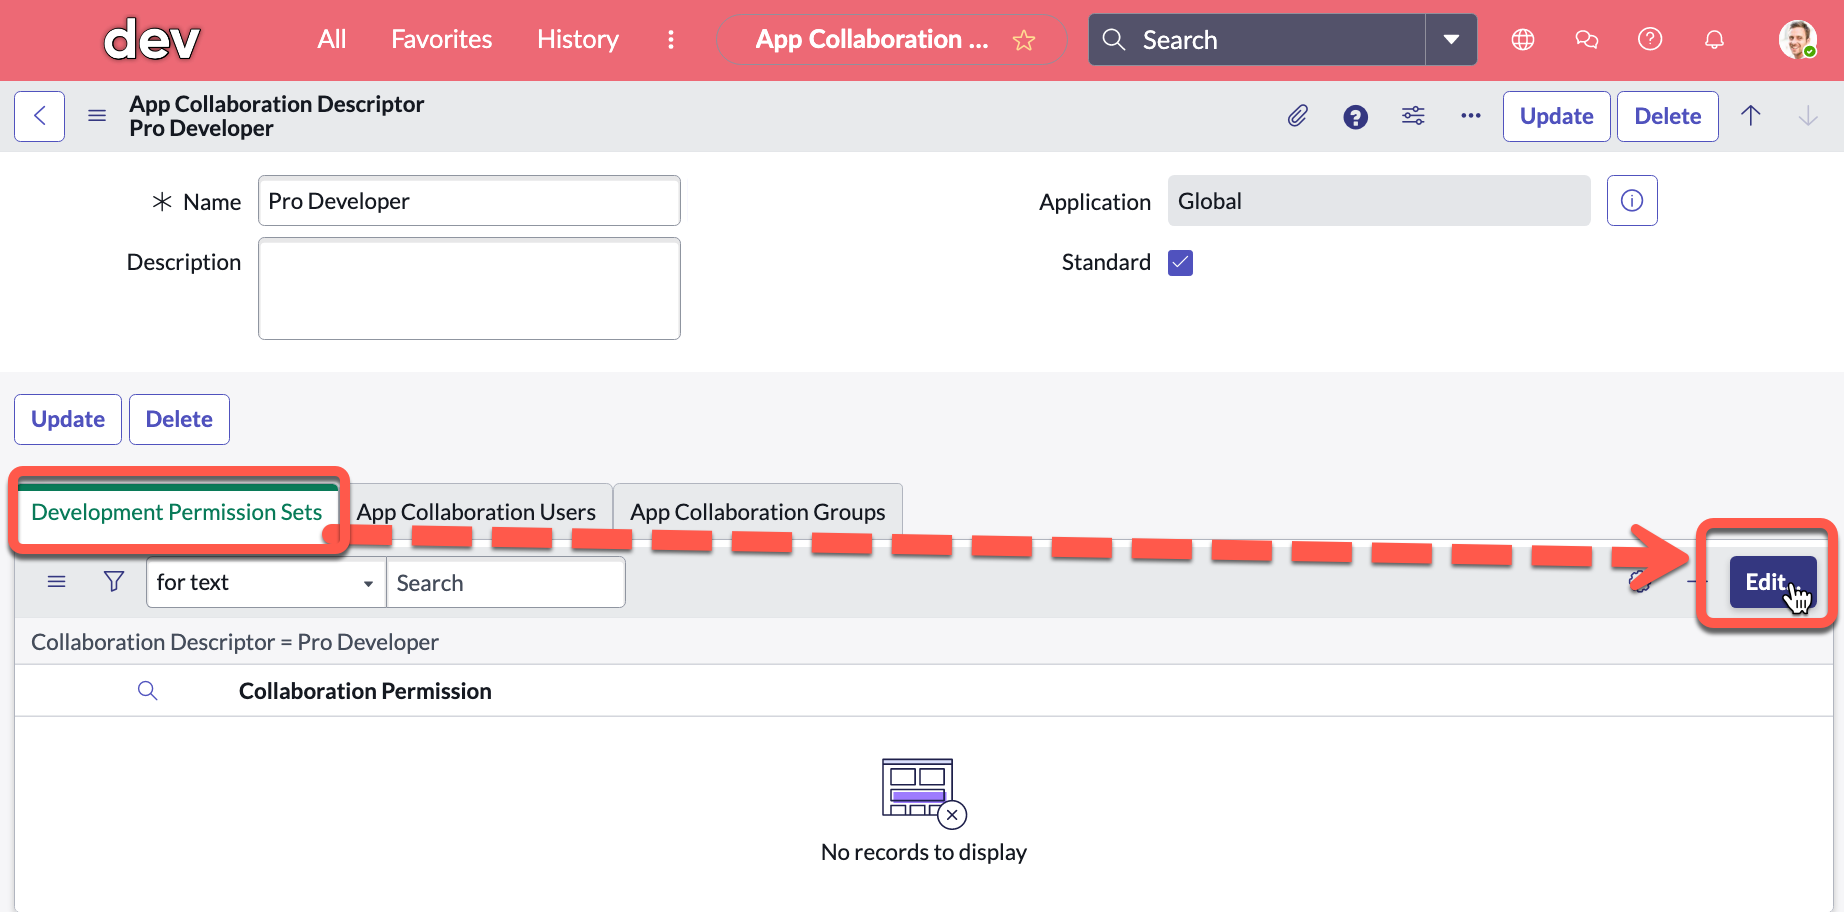 dev
All
Favorites
History
App Collaboration ...
Search
App Collaboration Descriptor
Pro Developer
Update
Delete
Name
Pro Developer
Application
Global
Description
Standard
Update
Delete
Development Permission Sets
App Collaboration Users
App Collaboration Groups
for text
Search
Edit...
Collaboration Descriptor = Pro Developer
Collaboration Permission
No records to display